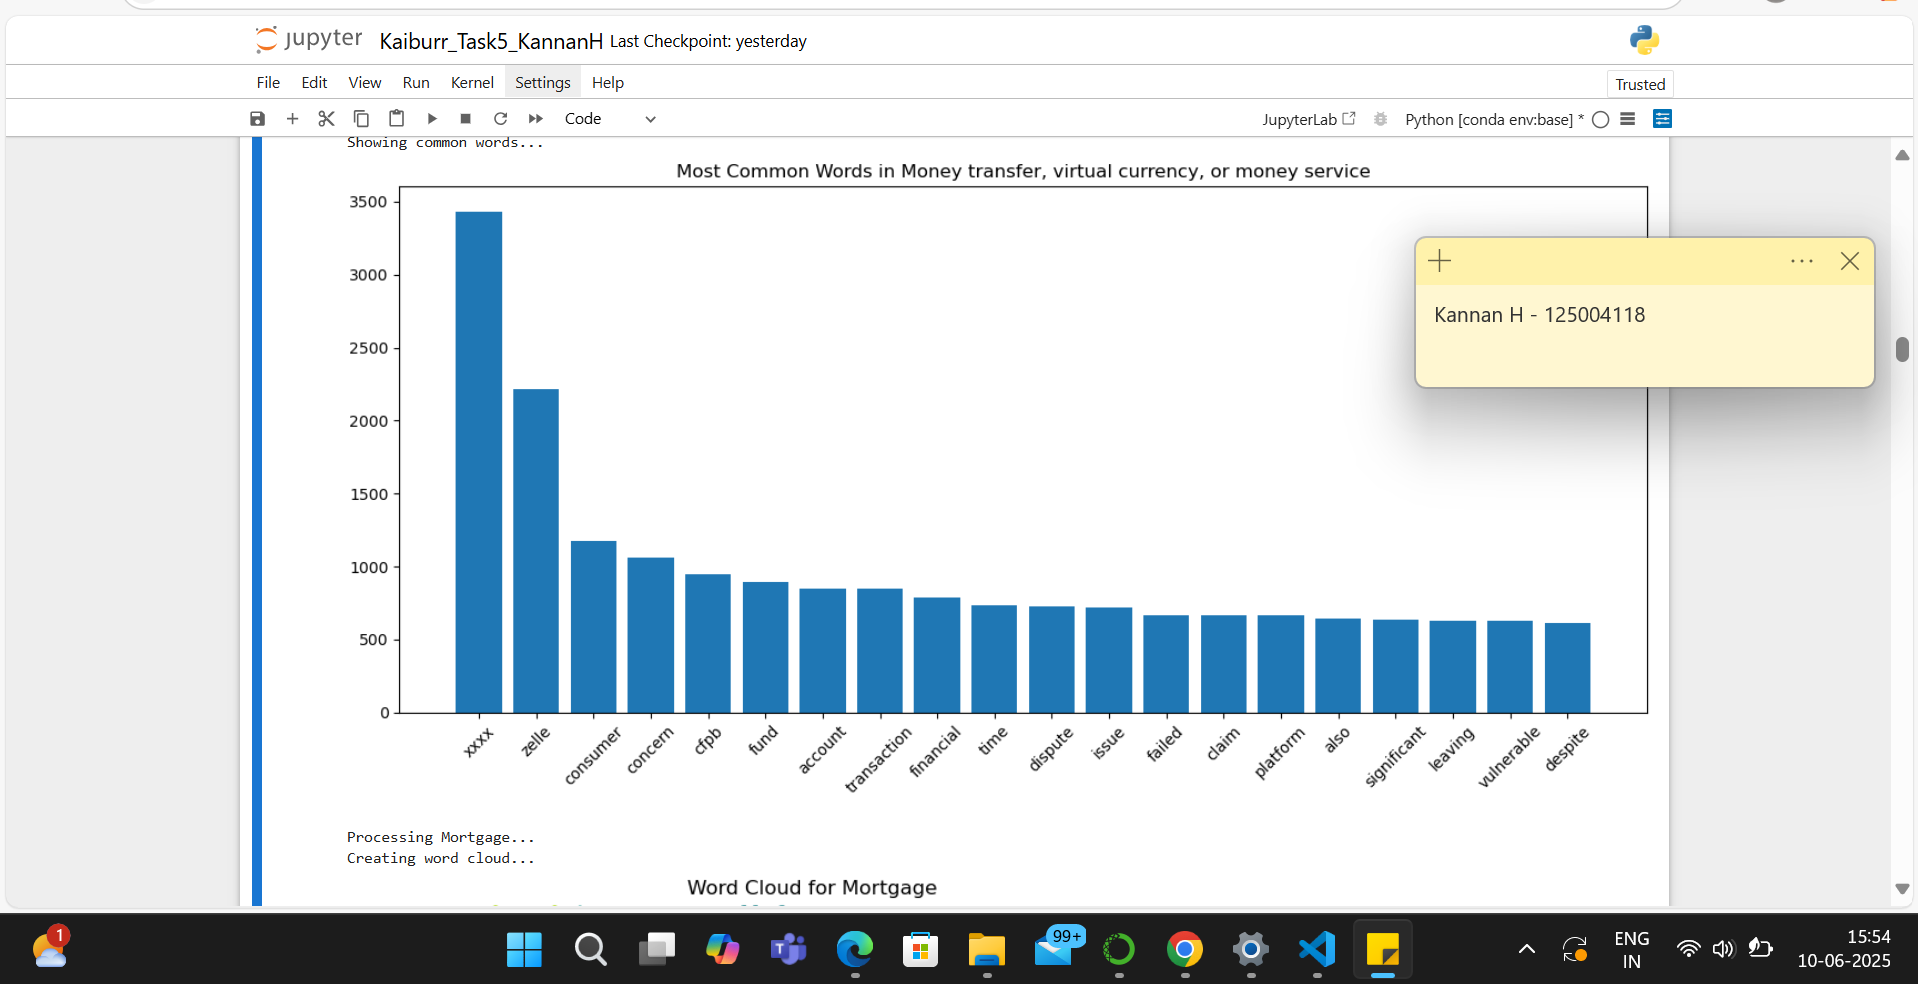 jupyter Kaiburr_Task5_KannanH Last Checkpoint: yesterday
File Edit View Run Kernel Settings Help
Trusted
Code
JupyterLab
Python [conda env:base] *
Showing common words...
Most Common Words in Money transfer, virtual currency, or money service
3500
3000
2500
2000
1500
1000
500
0
xxxx
zelle
consumer
concern
cfpb
fund
account
transaction
financial
time
dispute
issue
failed
claim
platform
also
significant
leaving
vulnerable
despite
Kannan H - 125004118
Processing Mortgage...
Creating word cloud...
Word Cloud for Mortgage
1
99+
ENG
IN
15:54
10-06-2025